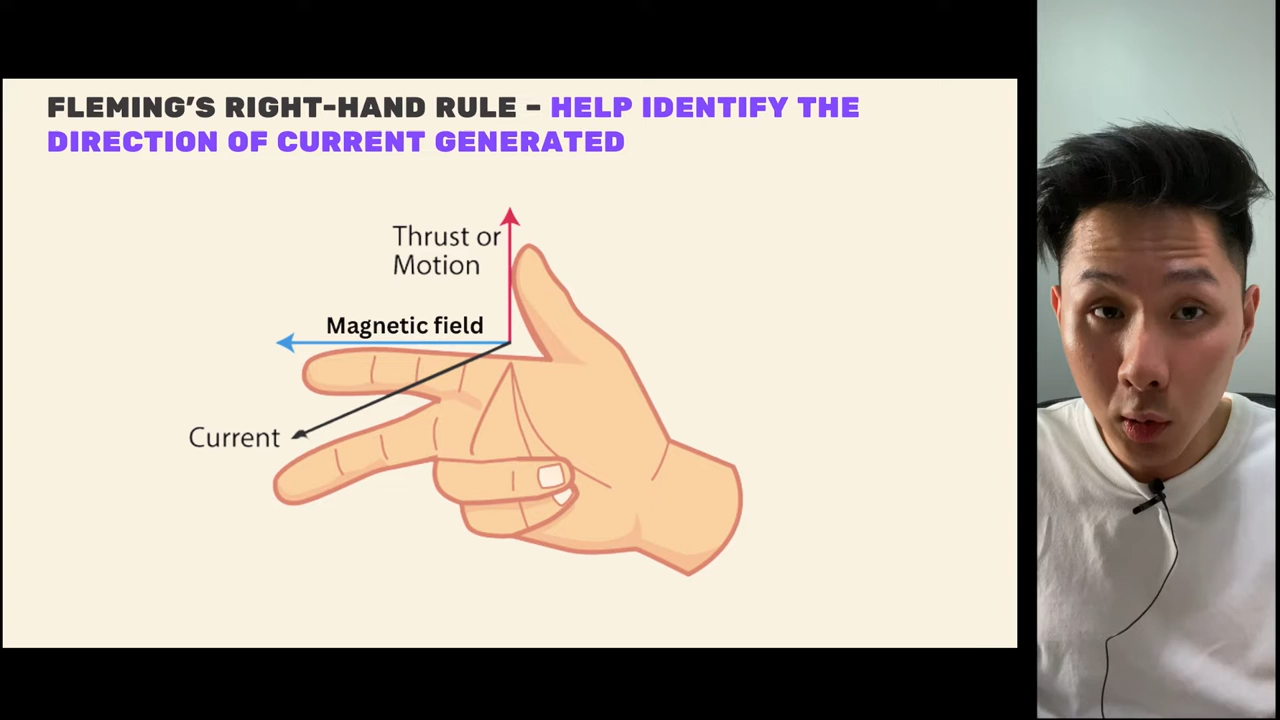 FLEMING'S RIGHT-HAND RULE – HELP IDENTIFY THE
DIRECTION OF CURRENT GENERATED
Thrust or
Motion
Magnetic field
Current